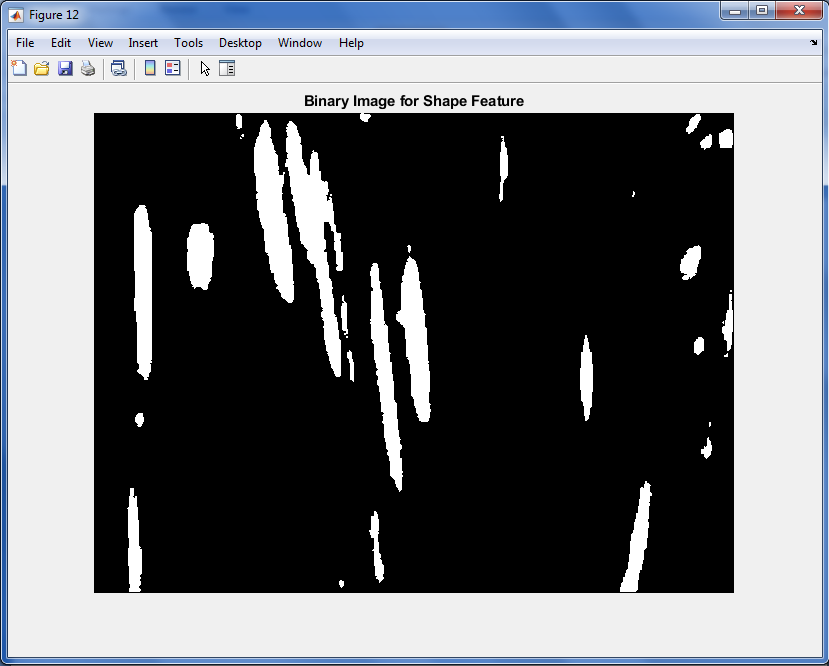 Figure 12
File Edit View Insert Tools Desktop Window Help
Binary Image for Shape Feature